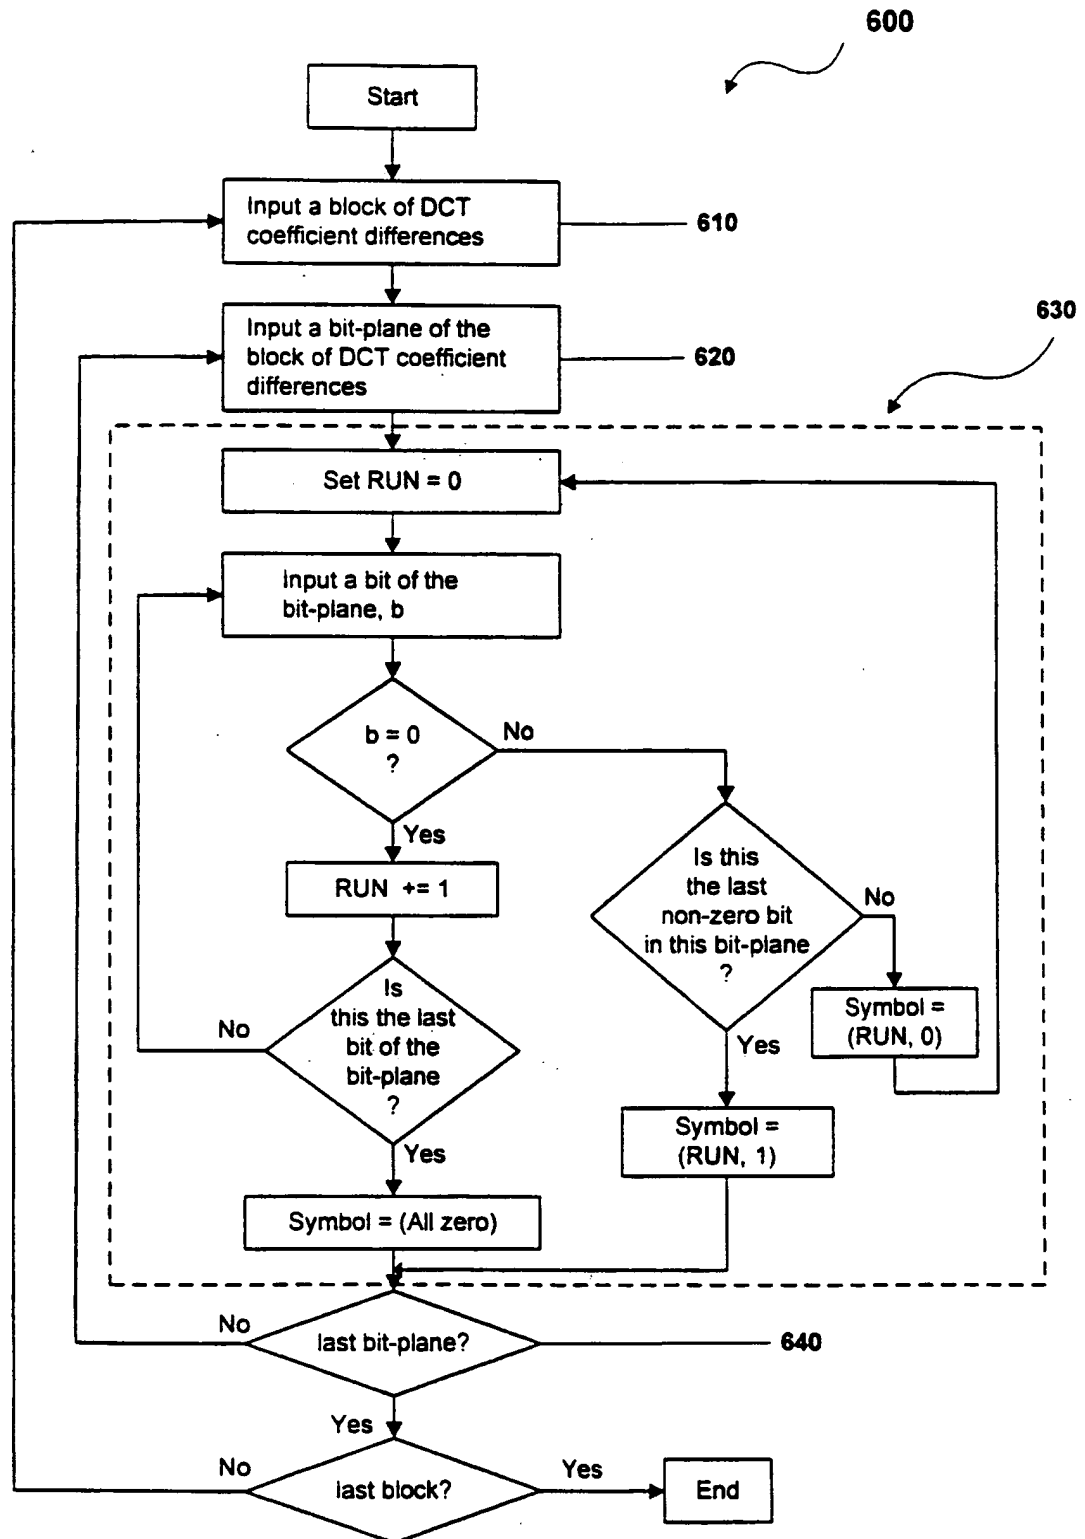 600
Start
Input a block of DCT
coefficient differences
610
Input a bit-plane of the
block of DCT coefficient
differences
620
630
Set RUN = 0
Input a bit of the
bit-plane, b
b = 0
?
No
Yes
RUN += 1
Is this
the last
non-zero bit
in this bit-plane
?
No
Symbol =
(RUN, 0)
Yes
Symbol =
(RUN, 1)
Is
this the last
bit of the
bit-plane
?
No
Yes
Symbol = (All zero)
last bit-plane?
No
640
Yes
last block?
No
Yes
End